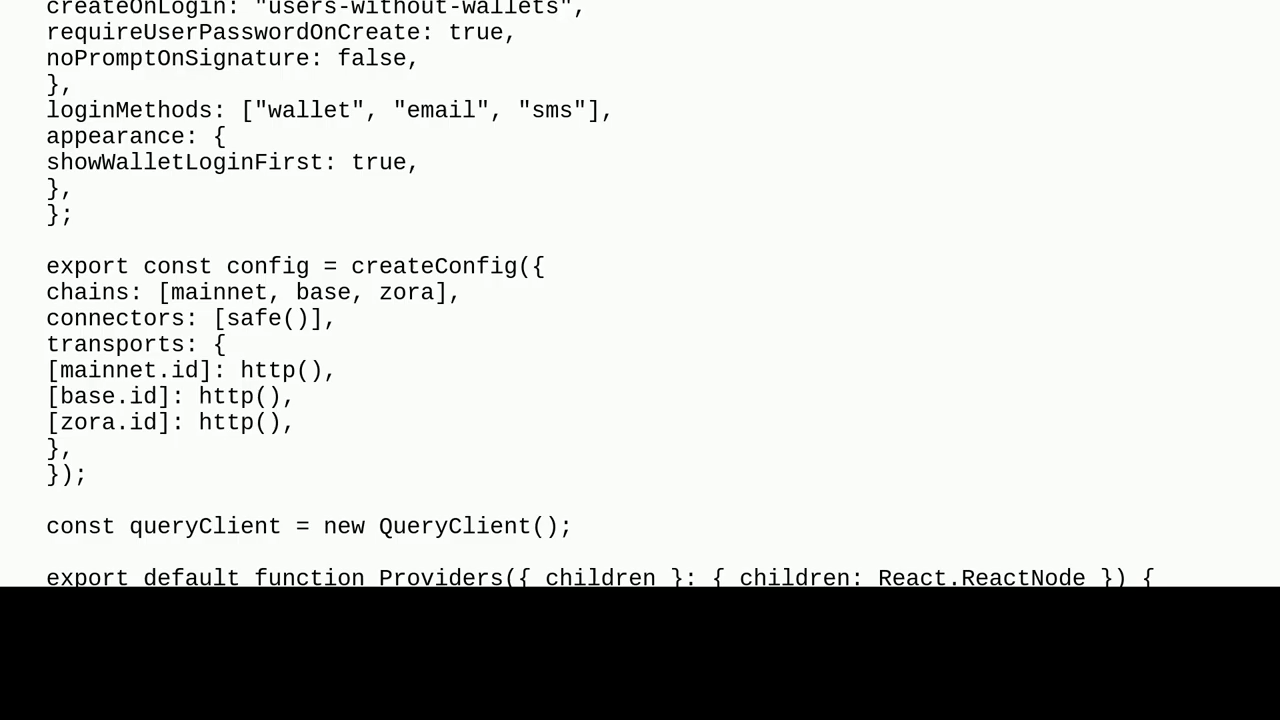 createOnLogin: "users-without-wallets",
requireUserPasswordOnCreate: true,
noPromptOnSignature: false,
},
loginMethods: ["wallet", "email", "sms"],
appearance: {
showWalletLoginFirst: true,
},
};
export const config = createConfig({
chains: [mainnet, base, zora],
connectors: [safe()],
transports: {
[mainnet.id]: http(),
[base.id]: http(),
[zora.id]: http(),
},
});
const queryClient = new QueryClient();
export default function Providers({ children }: { children: React.ReactNode }) {